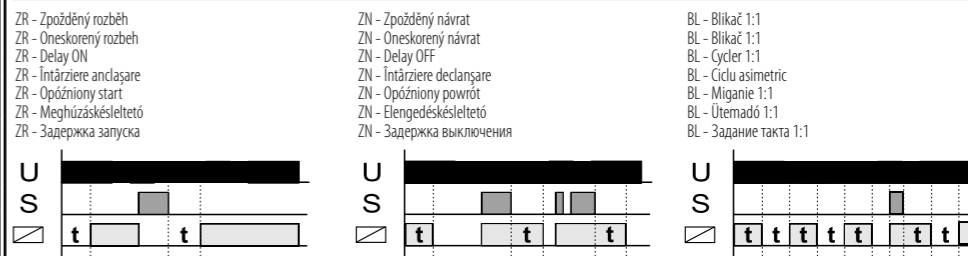 ZR - Zpožděný rozběh
ZR - Oneskorený rozbeh
ZR - Delay ON
ZR - Întârziere anclaşare
ZR - Opóźniony start
ZR - Meghúzáskésleltető
ZR - Задержка запуска
U
S
t t
ZN - Zpožděný návrat
ZN - Oneskorený návrat
ZN - Delay OFF
ZN - Întârziere declanşare
ZN - Opóźniony powrót
ZN - Elengedéskésleltető
ZN - Задержка выключения
U
S
t t t
BL - Blikač 1:1
BL - Blikač 1:1
BL - Cycler 1:1
BL - Ciclu asimetric
BL - Miganie 1:1
BL - Ütemadó 1:1
BL - Задание такта 1:1
U
S
t t t t t t t